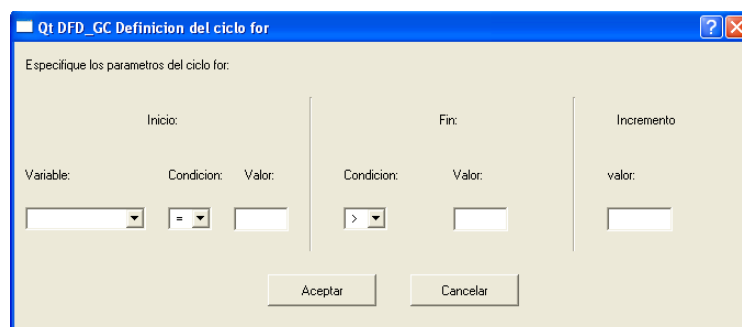 Qt DFD_GC Definicion del ciclo for
Especifique los parametros del ciclo for:
Inicio: Fin: Incremento
Variable: Condicion: Valor: Condicion: Valor: valor:
= >
Aceptar Cancelar